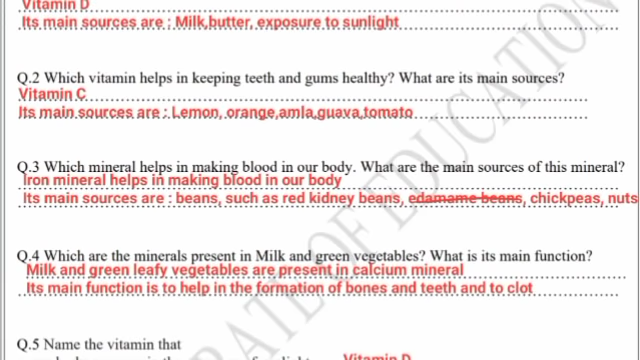 Vitamin D
Its main sources are : Milk,butter, exposure to sunlight
Q.2 Which vitamin helps in keeping teeth and gums healthy? What are its main sources?
Vitamin C
Its main sources are : Lemon, orange,amla,guava,tomato
Q.3 Which mineral helps in making blood in our body. What are the main sources of this mineral?
Iron mineral helps in making blood in our body
Its main sources are : beans, such as red kidney beans, edamame beans, chickpeas, nuts
Q.4 Which are the minerals present in Milk and green vegetables? What is its main function?
Milk and green leafy vegetables are present in calcium mineral
Its main function is to help in the formation of bones and teeth and to clot
Q.5 Name the vitamin that
Vitamin D
RATE OF EDUCATION